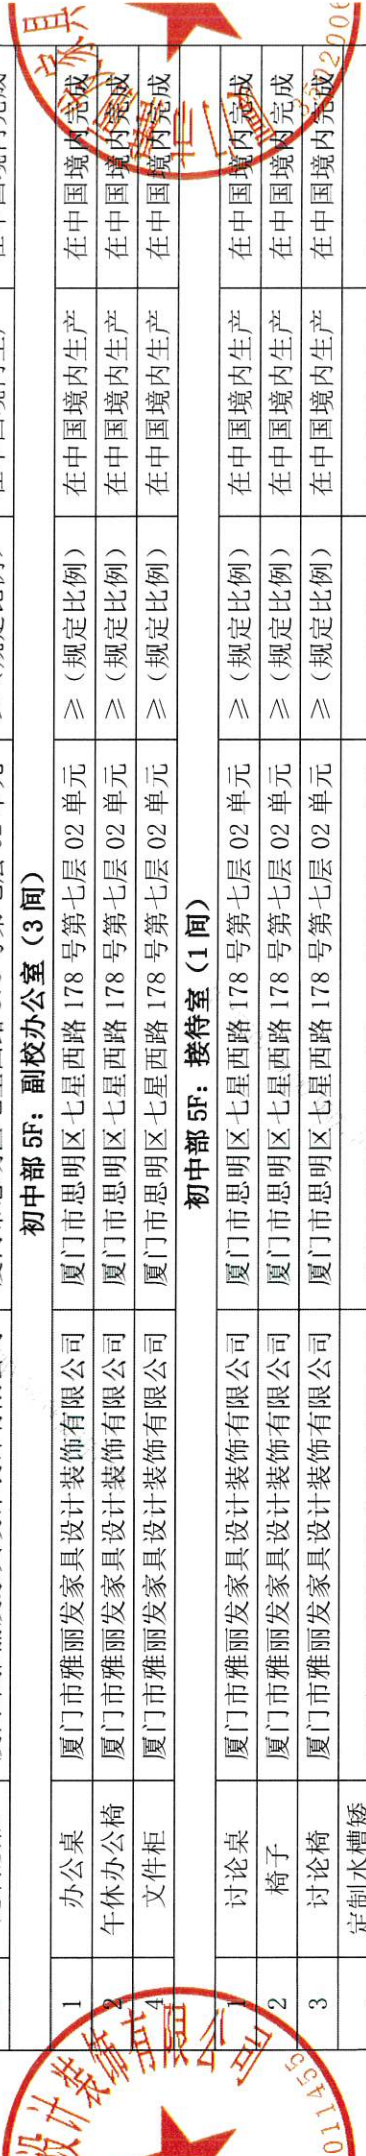 初中部 5F：副校办公室（3 间）
1 办公桌 厦门市雅丽发家具设计装饰有限公司 厦门市思明区七星西路 178 号第七层 02 单元 ≥（规定比例） 在中国境内生产 在中国境内完成
2 午休办公椅 厦门市雅丽发家具设计装饰有限公司 厦门市思明区七星西路 178 号第七层 02 单元 ≥（规定比例） 在中国境内生产 在中国境内完成
4 文件柜 厦门市雅丽发家具设计装饰有限公司 厦门市思明区七星西路 178 号第七层 02 单元 ≥（规定比例） 在中国境内生产 在中国境内完成
初中部 5F：接待室（1 间）
1 讨论桌 厦门市雅丽发家具设计装饰有限公司 厦门市思明区七星西路 178 号第七层 02 单元 ≥（规定比例） 在中国境内生产 在中国境内完成
2 椅子 厦门市雅丽发家具设计装饰有限公司 厦门市思明区七星西路 178 号第七层 02 单元 ≥（规定比例） 在中国境内生产 在中国境内完成
3 讨论椅 厦门市雅丽发家具设计装饰有限公司 厦门市思明区七星西路 178 号第七层 02 单元 ≥（规定比例） 在中国境内生产 在中国境内完成
定制水槽矮
设计装饰有限公司
011455